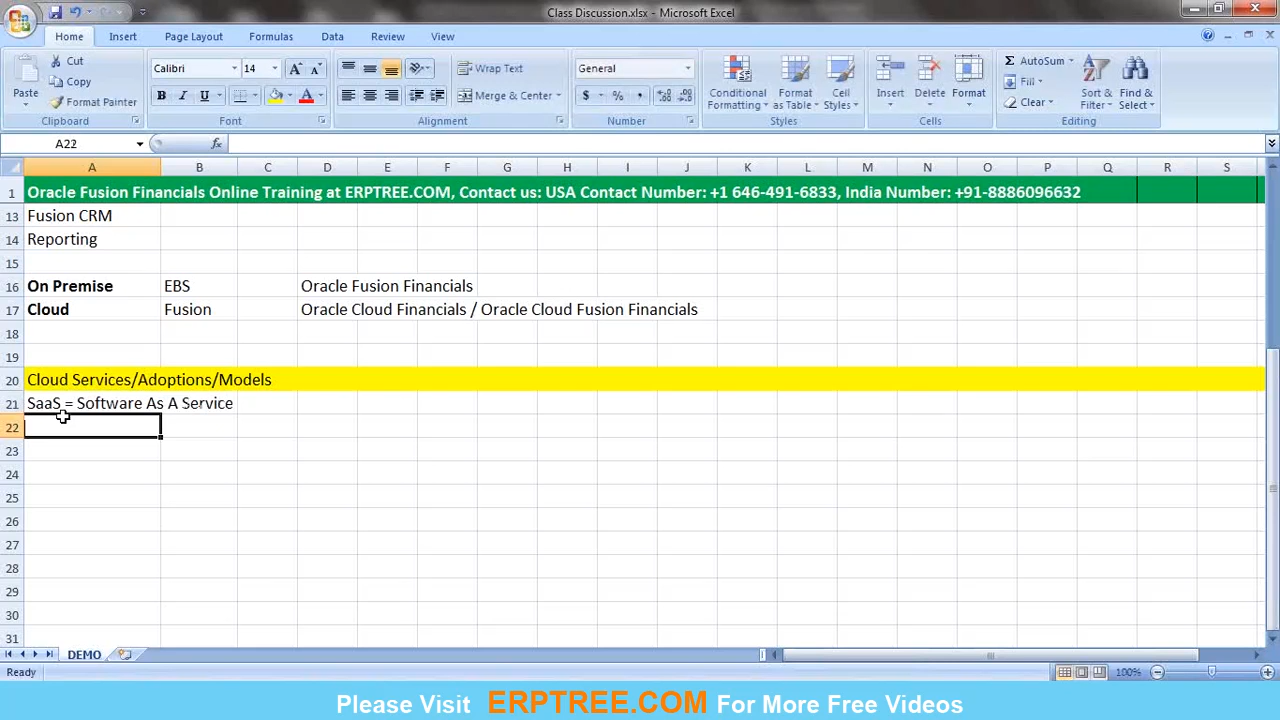 Class Discussion.xlsx - Microsoft Excel
Home Insert Page Layout Formulas Data Review View
Paste Cut Calibri 14 Wrap Text General Conditional Formatting Format as Table Cell Styles Insert Delete Format AutoSum Sort & Filter Find & Select
Copy Fill
Format Painter B I U A Merge & Center $ % , Clear
Clipboard Font Alignment Number Styles Cells Editing
A22 fx
A B C D E F G H I J K L M N O P Q R S
1 Oracle Fusion Financials Online Training at ERPTREE.COM, Contact us: USA Contact Number: +1 646-491-6833, India Number: +91-8886096632
13 Fusion CRM
14 Reporting
15
16 On Premise EBS Oracle Fusion Financials
17 Cloud Fusion Oracle Cloud Financials / Oracle Cloud Fusion Financials
18
19
20 Cloud Services/Adoptions/Models
21 SaaS = Software As A Service
22
23
24
25
26
27
28
29
30
31
DEMO
Ready 100%
Please Visit ERPTREE.COM For More Free Videos